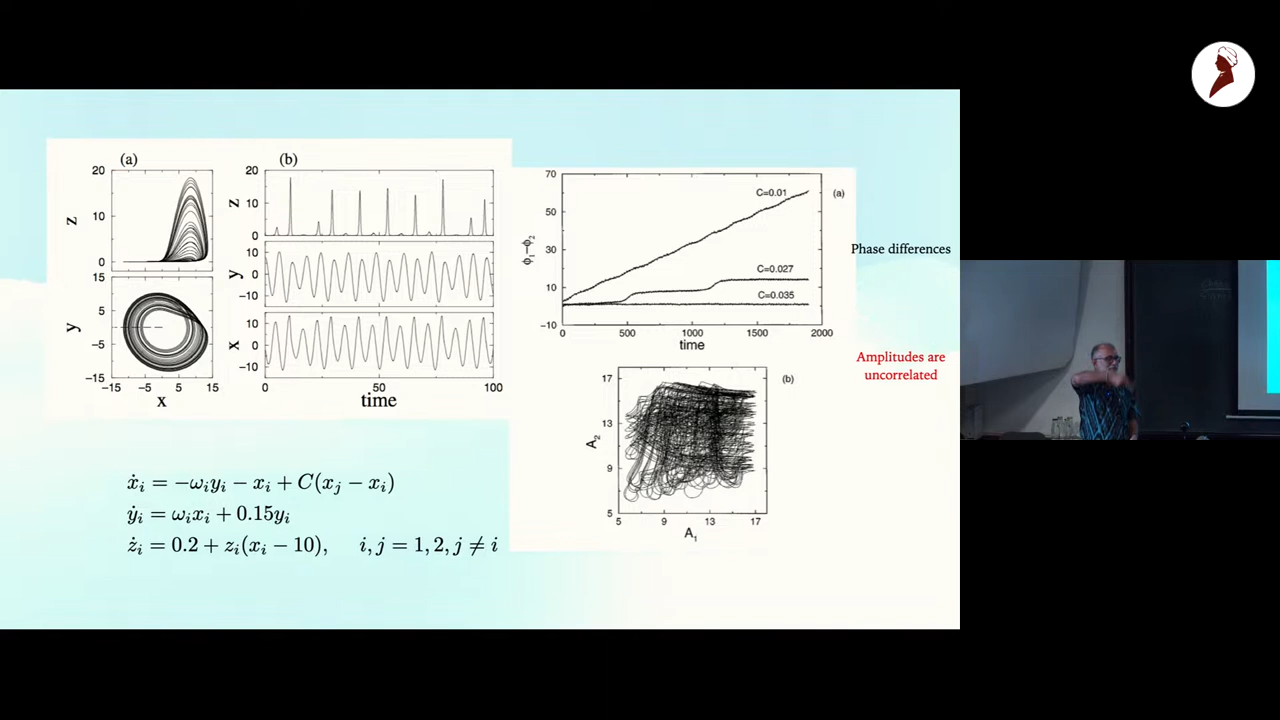 (a)
20
10
0
z
15
5
−5
−15
y
−15
−5
5
15
x
(b)
20
10
0
z
10
0
−10
y
10
0
−10
x
0
50
100
time
70
50
30
10
−10
ϕ₁−ϕ₂
C=0.01
(a)
C=0.027
C=0.035
0
500
1000
1500
2000
time
Phase differences
Amplitudes are
uncorrelated
17
13
9
5
A₂
(b)
5
9
13
17
A₁
ẋᵢ = −ωᵢyᵢ − xᵢ + C(xⱼ − xᵢ)
ẏᵢ = ωᵢxᵢ + 0.15yᵢ
żᵢ = 0.2 + zᵢ(xᵢ − 10), i, j = 1, 2, j ≠ i